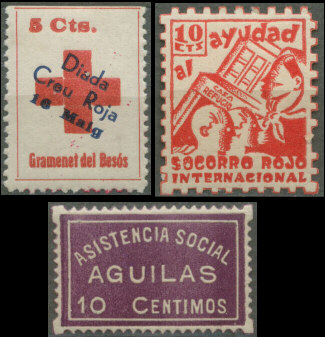 5 Cts.
Diada
Creu Roja
10 Maig
Gramenet del Besós
10
CTS
ayudad
al
SOCORRO ROJO
INTERNACIONAL
ASISTENCIA SOCIAL
AGUILAS
10 CENTIMOS